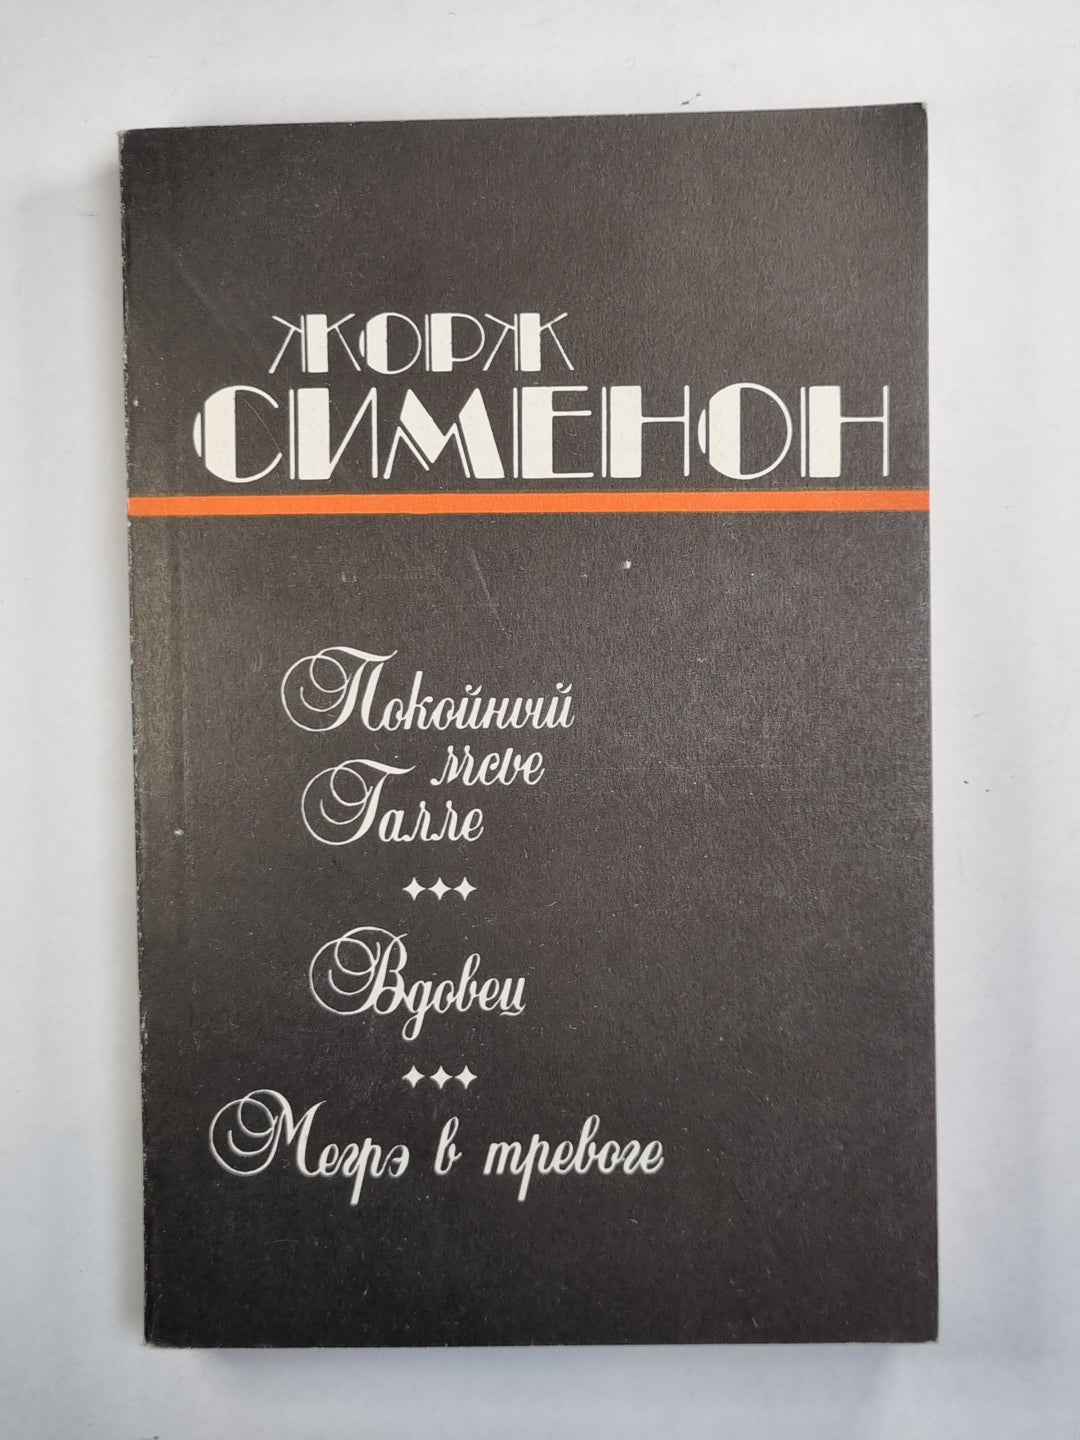 ЖОРЖ
СИМЕНОН
Покойный
мсье
Галле
Вдовец
Мегрэ в тревоге